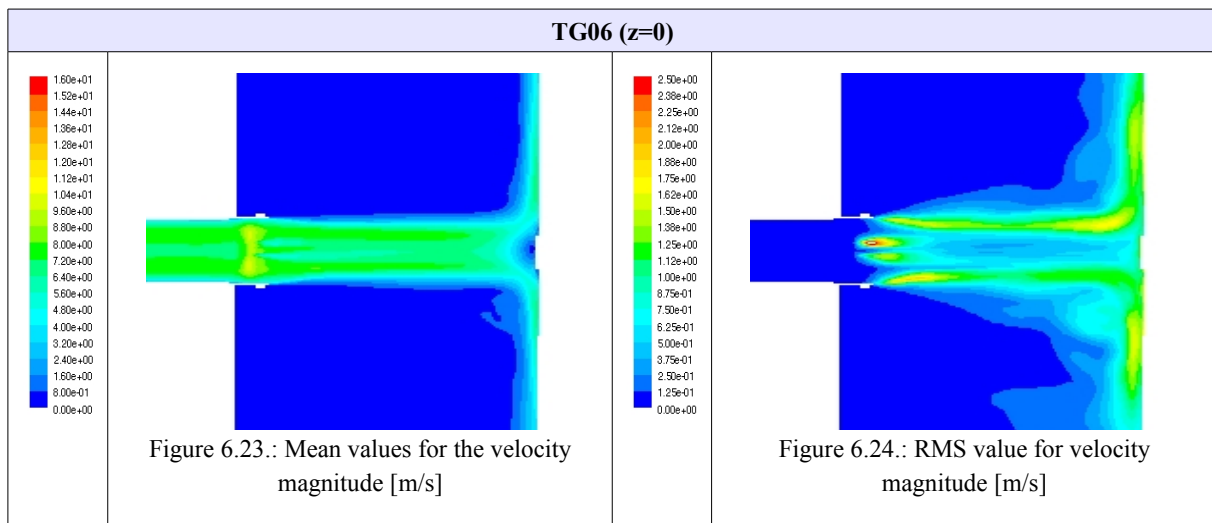 TG06 (z=0)
1.60e+01
1.52e+01
1.44e+01
1.36e+01
1.28e+01
1.20e+01
1.12e+01
1.04e+01
9.60e+00
8.80e+00
8.00e+00
7.20e+00
6.40e+00
5.60e+00
4.80e+00
4.00e+00
3.20e+00
2.40e+00
1.60e+00
8.00e-01
0.00e+00
Figure 6.23.: Mean values for the velocity
magnitude [m/s]
2.50e+00
2.38e+00
2.25e+00
2.12e+00
2.00e+00
1.88e+00
1.75e+00
1.62e+00
1.50e+00
1.38e+00
1.25e+00
1.12e+00
1.00e+00
8.75e-01
7.50e-01
6.25e-01
5.00e-01
3.75e-01
2.50e-01
1.25e-01
0.00e+00
Figure 6.24.: RMS value for velocity
magnitude [m/s]